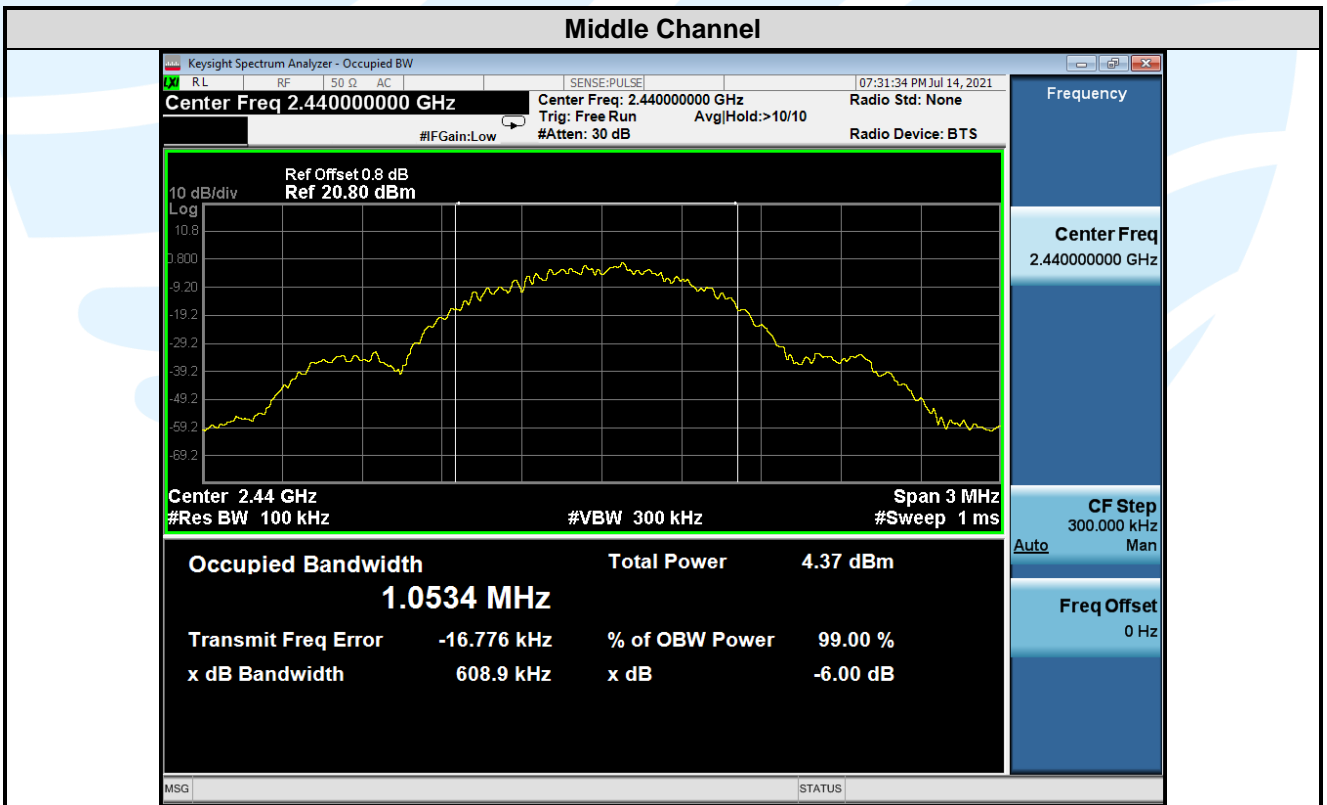 Middle Channel
Keysight Spectrum Analyzer - Occupied BW
LXI RL RF 50 Ω AC SENSE:PULSE 07:31:34 PM Jul 14, 2021
Center Freq 2.440000000 GHz Center Freq: 2.440000000 GHz Radio Std: None
Trig: Free Run Avg|Hold:>10/10
#IFGain:Low #Atten: 30 dB Radio Device: BTS
Frequency
Ref Offset 0.8 dB
10 dB/div Ref 20.80 dBm
Log
10.8
0.800
-9.20
-19.2
-29.2
-39.2
-49.2
-59.2
-69.2
Center 2.44 GHz Span 3 MHz
#Res BW 100 kHz #VBW 300 kHz #Sweep 1 ms
Center Freq
2.440000000 GHz
CF Step
300.000 kHz
Auto Man
Freq Offset
0 Hz
Occupied Bandwidth Total Power 4.37 dBm
1.0534 MHz
Transmit Freq Error -16.776 kHz % of OBW Power 99.00 %
x dB Bandwidth 608.9 kHz x dB -6.00 dB
MSG STATUS